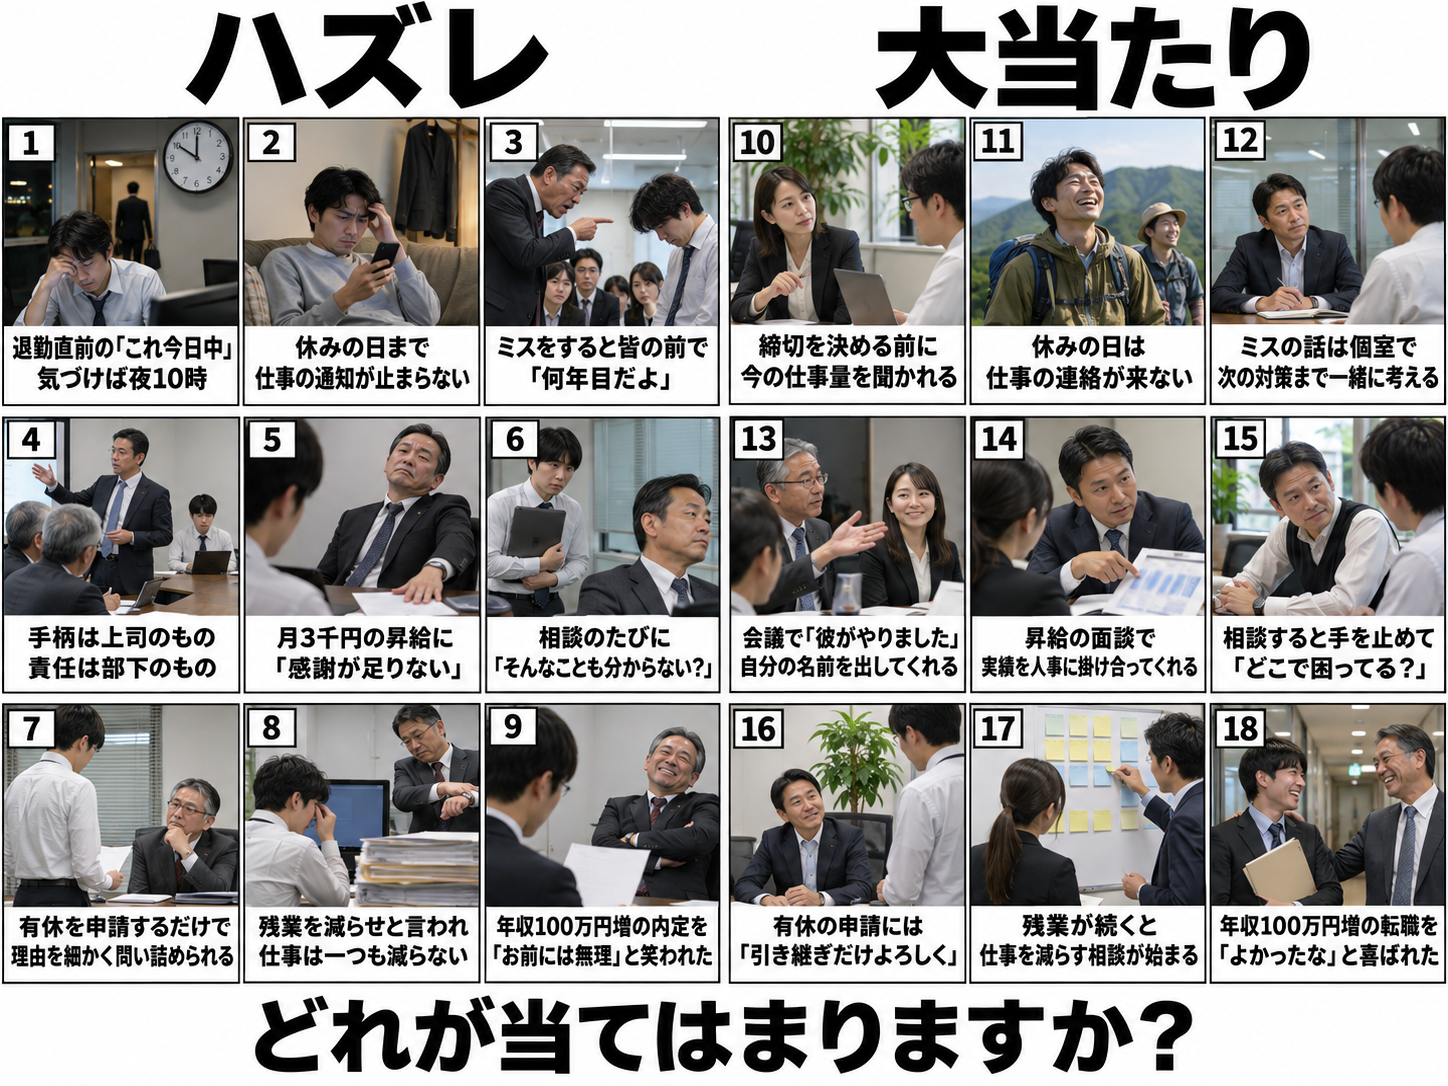 ハズレ
大当たり
1
退勤直前の「これ今日中」
気づけば夜10時
2
休みの日まで
仕事の通知が止まらない
3
ミスをすると皆の前で
「何年目だよ」
4
手柄は上司のもの
責任は部下のもの
5
月3千円の昇給に
「感謝が足りない」
6
相談のたびに
「そんなことも分からない?」
7
有休を申請するだけで
理由を細かく問い詰められる
8
残業を減らせと言われ
仕事は一つも減らない
9
年収100万円増の内定を
「お前には無理」と笑われた
10
締切を決める前に
今の仕事量を聞かれる
11
休みの日は
仕事の連絡が来ない
12
ミスの話は個室で
次の対策まで一緒に考える
13
会議で「彼がやりました」
自分の名前を出してくれる
14
昇給の面談で
実績を人事に掛け合ってくれる
15
相談すると手を止めて
「どこで困ってる?」
16
有休の申請には
「引き継ぎだけよろしく」
17
残業が続くと
仕事を減らす相談が始まる
18
年収100万円増の転職を
「よかったな」と喜ばれた
どれが当てはまりますか?